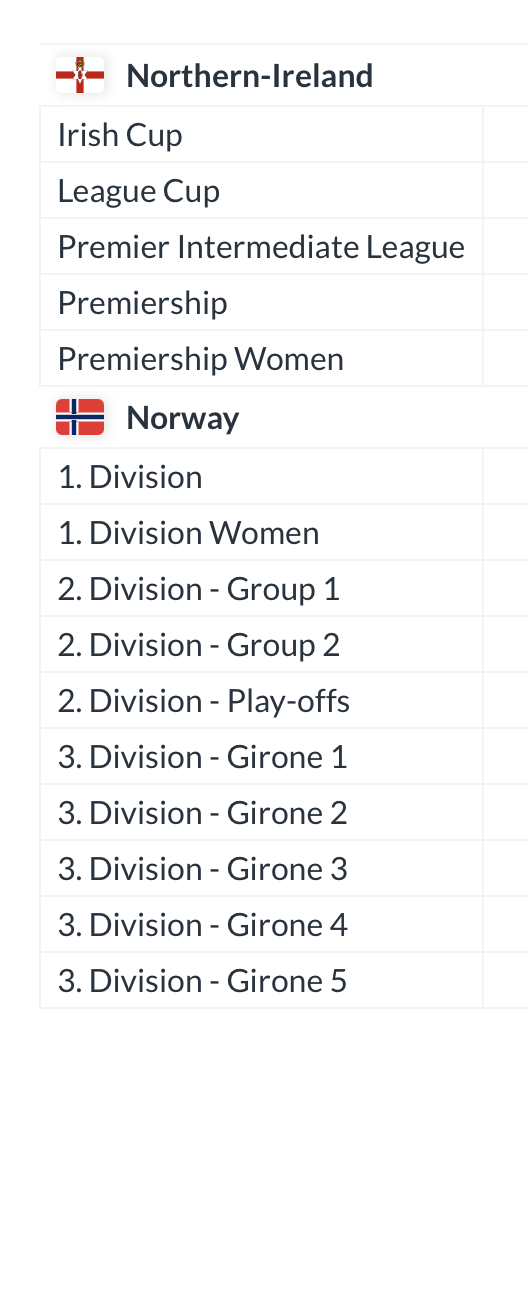 Northern-Ireland
Irish Cup
League Cup
Premier Intermediate League
Premiership
Premiership Women
Norway
1. Division
1. Division Women
2. Division - Group 1
2. Division - Group 2
2. Division - Play-offs
3. Division - Girone 1
3. Division - Girone 2
3. Division - Girone 3
3. Division - Girone 4
3. Division - Girone 5